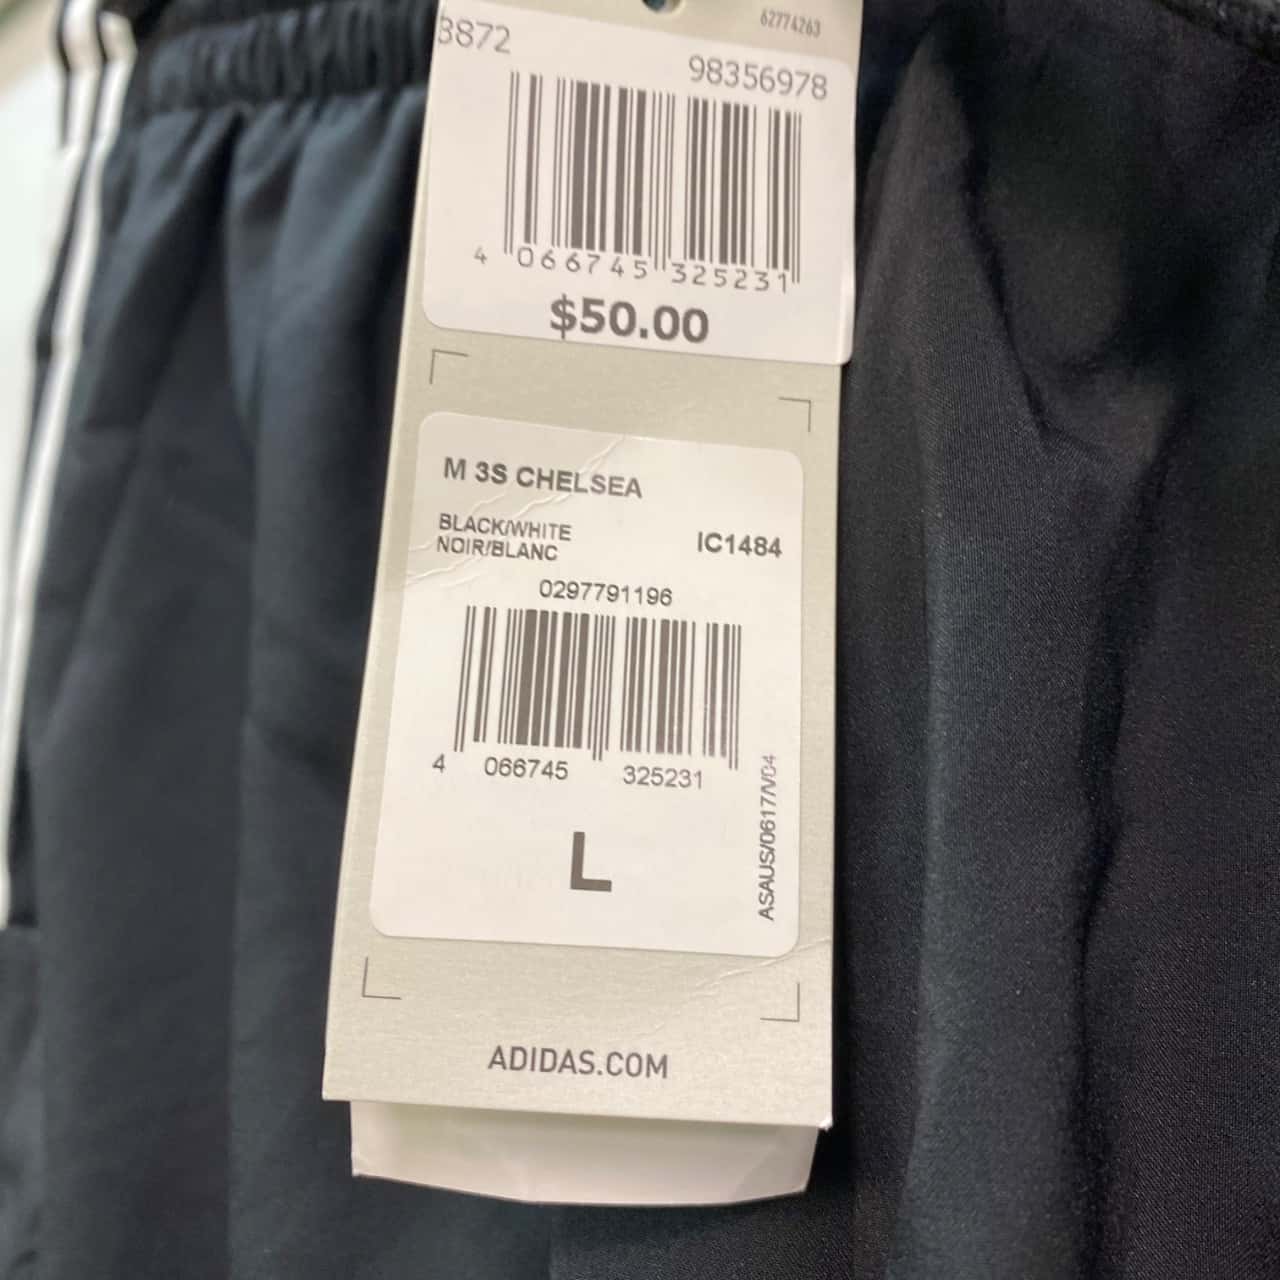 62774263
3872
98356978
4 066745 325231
$50.00
M 3S CHELSEA
BLACK/WHITE
NOIR/BLANC
IC1484
0297791196
4 066745 325231
ASAUS/0617/V04
L
ADIDAS.COM